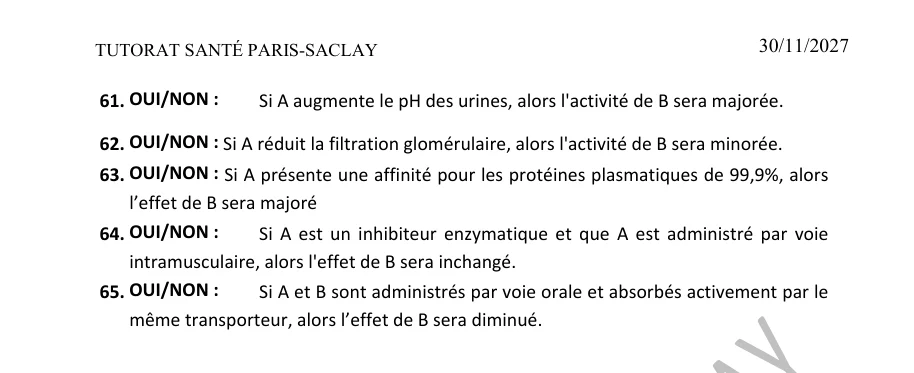 TUTORAT SANTÉ PARIS-SACLAY 30/11/2027
61. OUI/NON : Si A augmente le pH des urines, alors l'activité de B sera majorée.
62. OUI/NON : Si A réduit la filtration glomérulaire, alors l'activité de B sera minorée.
63. OUI/NON : Si A présente une affinité pour les protéines plasmatiques de 99,9%, alors
l’effet de B sera majoré
64. OUI/NON : Si A est un inhibiteur enzymatique et que A est administré par voie
intramusculaire, alors l'effet de B sera inchangé.
65. OUI/NON : Si A et B sont administrés par voie orale et absorbés activement par le
même transporteur, alors l’effet de B sera diminué.